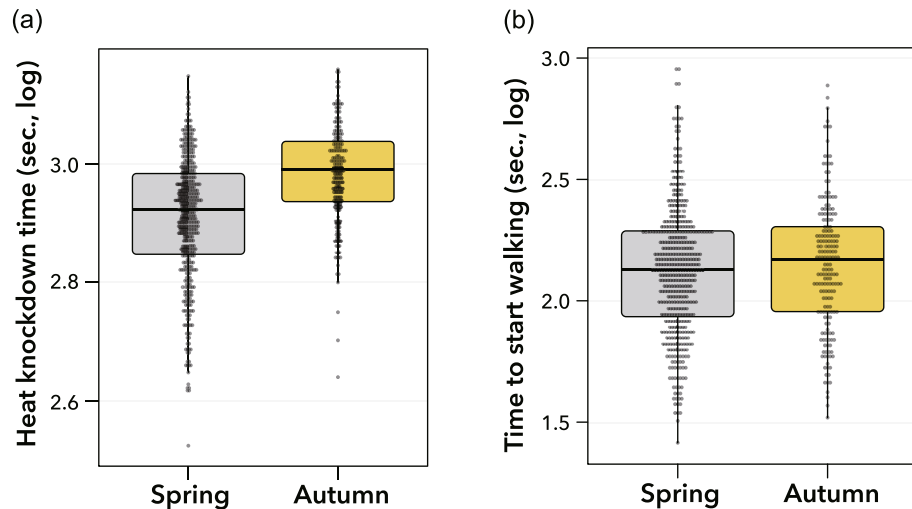 (a)
Heat knockdown time (sec., log)
3.0
2.8
2.6
Spring Autumn
(b)
Time to start walking (sec., log)
3.0
2.5
2.0
1.5
Spring Autumn